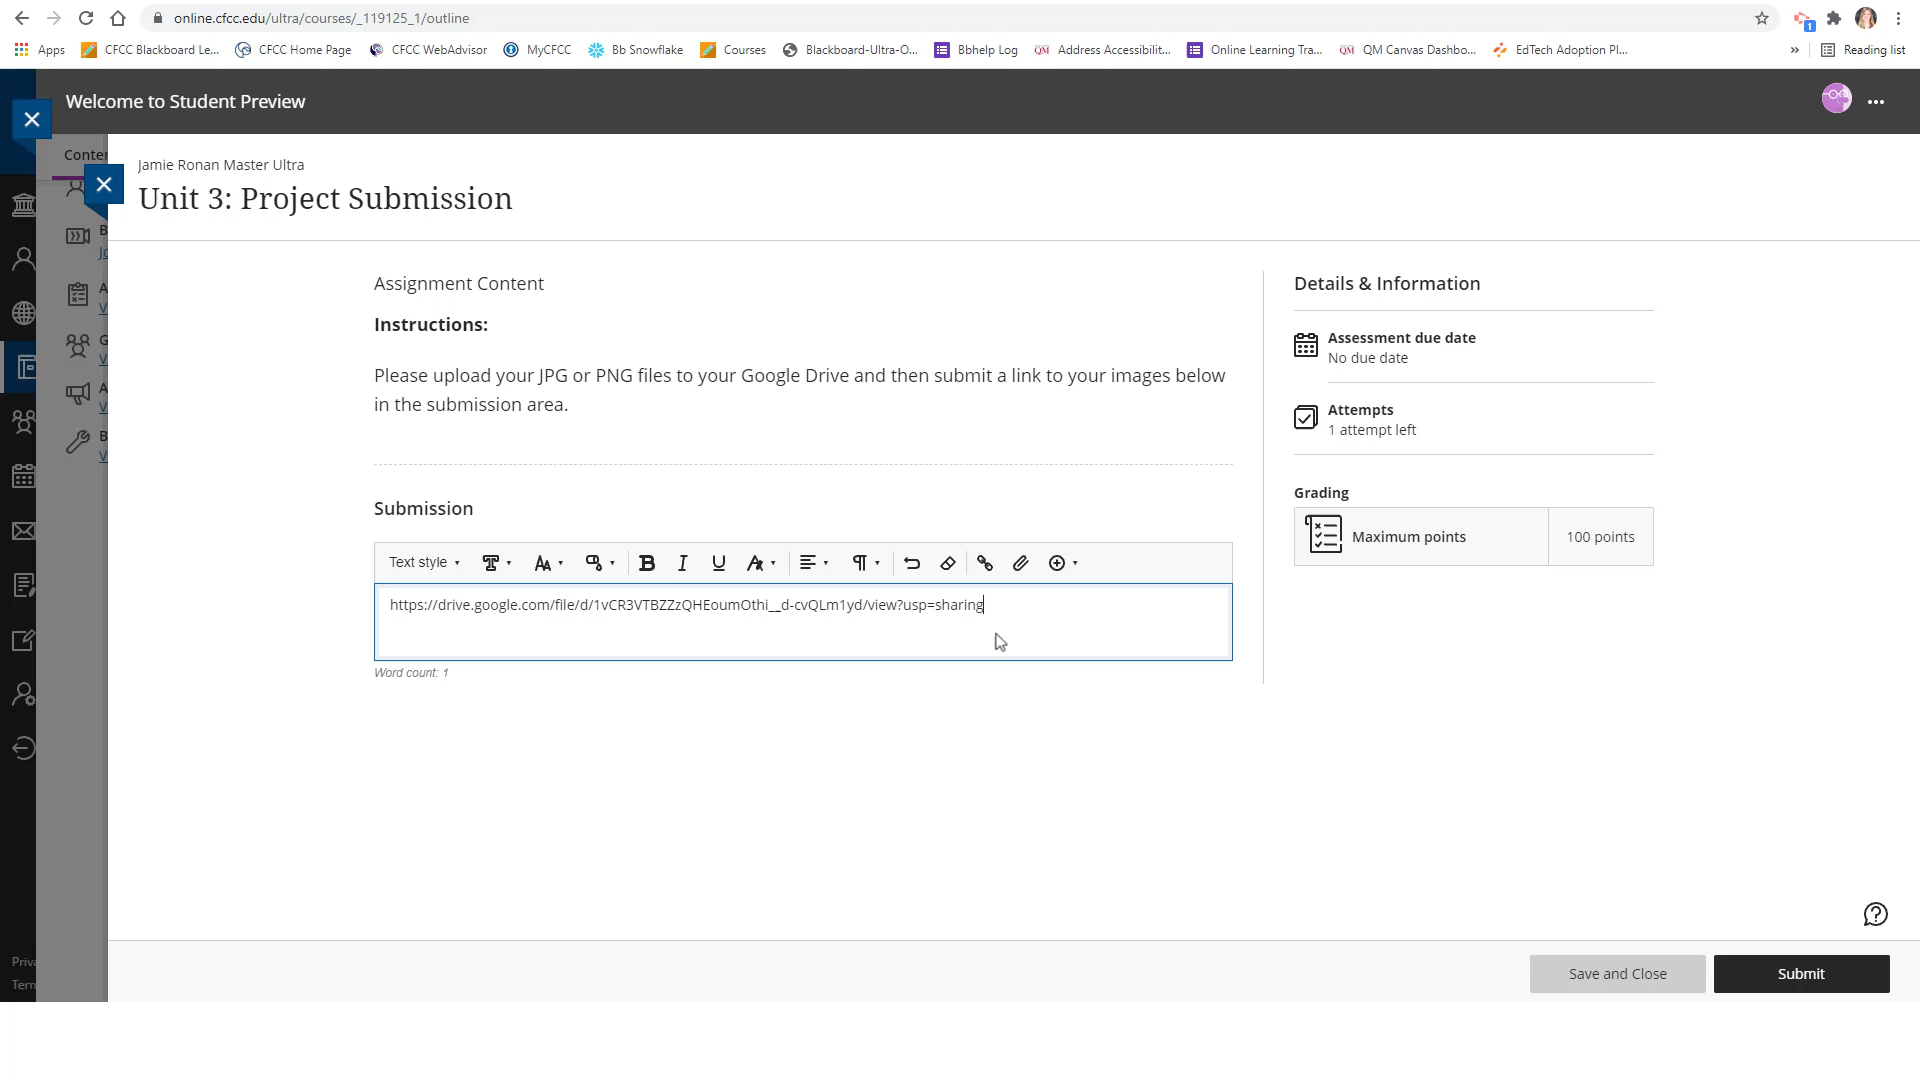 online.cfcc.edu/ultra/courses/_119125_1/outline
1
Apps
CFCC Blackboard Le...
CFCC Home Page
CFCC WebAdvisor
MyCFCC
Bb Snowflake
Courses
Blackboard-Ultra-O...
Bbhelp Log
QM Address Accessibilit...
Online Learning Tra...
QM QM Canvas Dashbo...
EdTech Adoption Pl...
» Reading list
Welcome to Student Preview
Conter
Jamie Ronan Master Ultra
Unit 3: Project Submission
B
Jc
A
V
G
V
A
V
B
V
Assignment Content
Instructions:
Please upload your JPG or PNG files to your Google Drive and then submit a link to your images below
in the submission area.
Submission
Text style
https://drive.google.com/file/d/1vCR3VTBZZzQHEoumOthi__d-cvQLm1yd/view?usp=sharing
Word count: 1
Details & Information
Assessment due date
No due date
Attempts
1 attempt left
Grading
Maximum points
100 points
Priva
Term
Save and Close
Submit